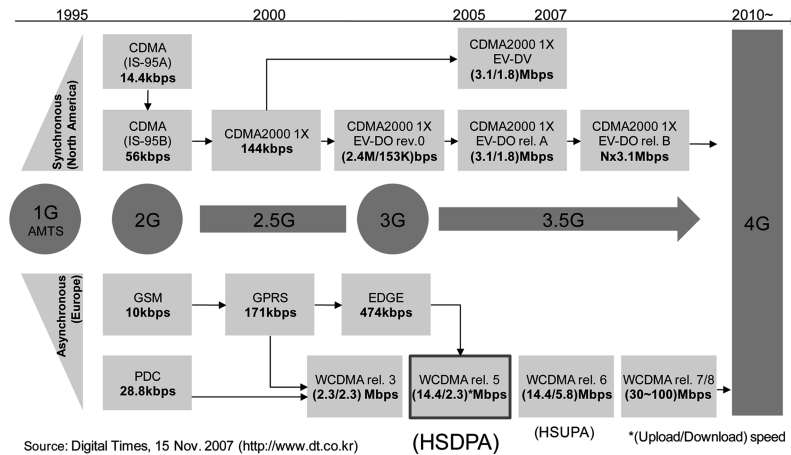 1995
2000
2005
2007
2010~
Synchronous
(North America)
CDMA
(IS-95A)
14.4kbps
CDMA
(IS-95B)
56kbps
CDMA2000 1X
144kbps
CDMA2000 1X
EV-DV
(3.1/1.8)Mbps
CDMA2000 1X
EV-DO rev.0
(2.4M/153K)bps
CDMA2000 1X
EV-DO rel. A
(3.1/1.8)Mbps
CDMA2000 1X
EV-DO rel. B
Nx3.1Mbps
1G
AMTS
2G
2.5G
3G
3.5G
4G
Asynchronous
(Europe)
GSM
10kbps
GPRS
171kbps
EDGE
474kbps
PDC
28.8kbps
WCDMA rel. 3
(2.3/2.3) Mbps
WCDMA rel. 5
(14.4/2.3)*Mbps
WCDMA rel. 6
(14.4/5.8)Mbps
WCDMA rel. 7/8
(30~100)Mbps
(HSDPA)
(HSUPA)
*(Upload/Download) speed
Source: Digital Times, 15 Nov. 2007 (http://www.dt.co.kr)